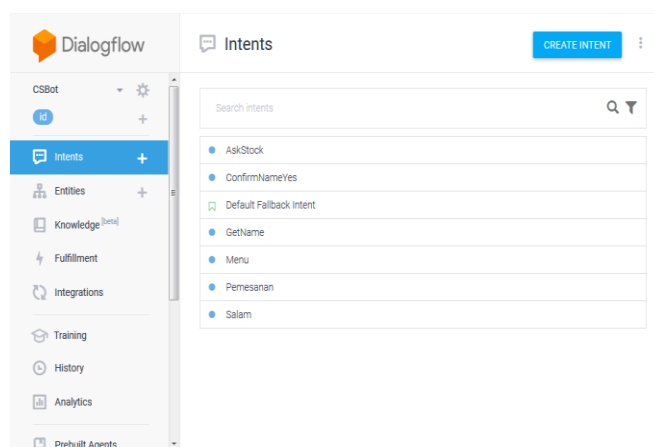 Dialogflow
CSBot
id
Intents
Entities
Knowledge [beta]
Fulfillment
Integrations
Training
History
Analytics
Prebuilt Agents
Intents
CREATE INTENT
Search intents
AskStock
ConfirmNameYes
Default Fallback Intent
GetName
Menu
Pemesanan
Salam